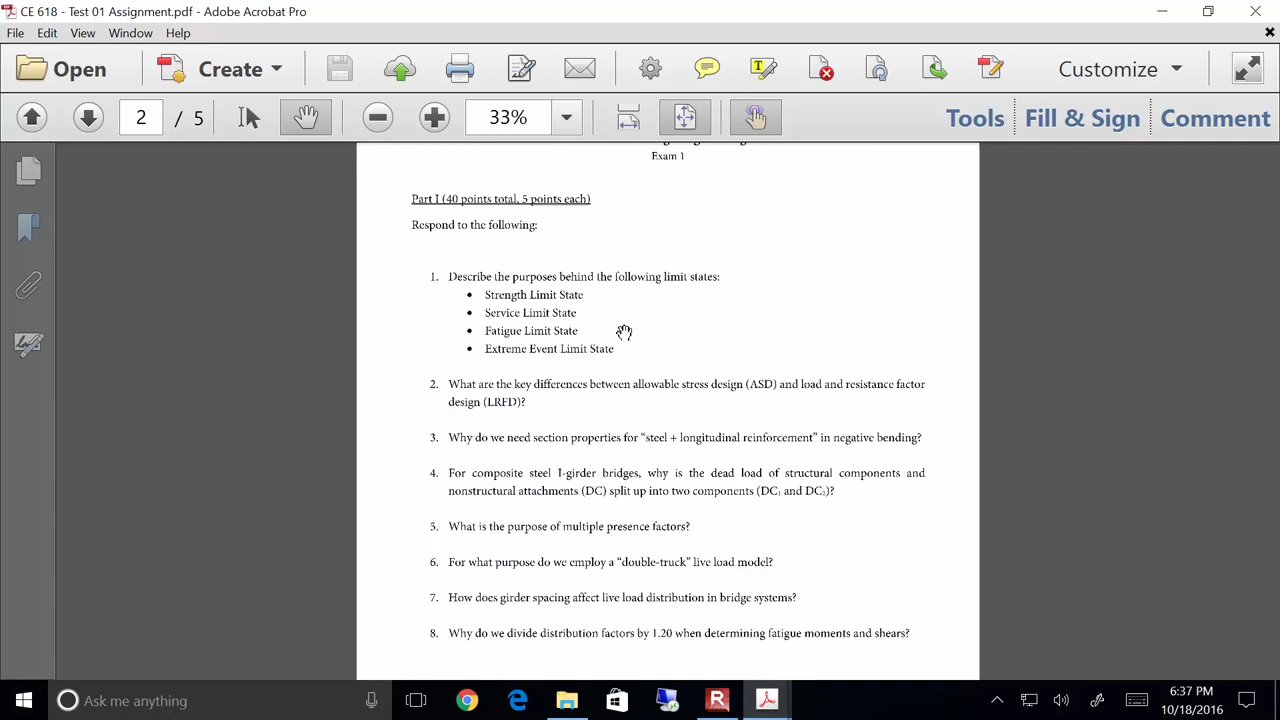 CE 618 - Test 01 Assignment.pdf - Adobe Acrobat Pro
File Edit View Window Help
Open Create Customize
2 / 5 33% Tools Fill & Sign Comment
Exam 1
Part I (40 points total, 5 points each)
Respond to the following:
1. Describe the purposes behind the following limit states:
• Strength Limit State
• Service Limit State
• Fatigue Limit State
• Extreme Event Limit State
2. What are the key differences between allowable stress design (ASD) and load and resistance factor
design (LRFD)?
3. Why do we need section properties for “steel + longitudinal reinforcement” in negative bending?
4. For composite steel I-girder bridges, why is the dead load of structural components and
nonstructural attachments (DC) split up into two components (DC₁ and DC₂)?
5. What is the purpose of multiple presence factors?
6. For what purpose do we employ a “double-truck” live load model?
7. How does girder spacing affect live load distribution in bridge systems?
8. Why do we divide distribution factors by 1.20 when determining fatigue moments and shears?
Ask me anything
6:37 PM
10/18/2016